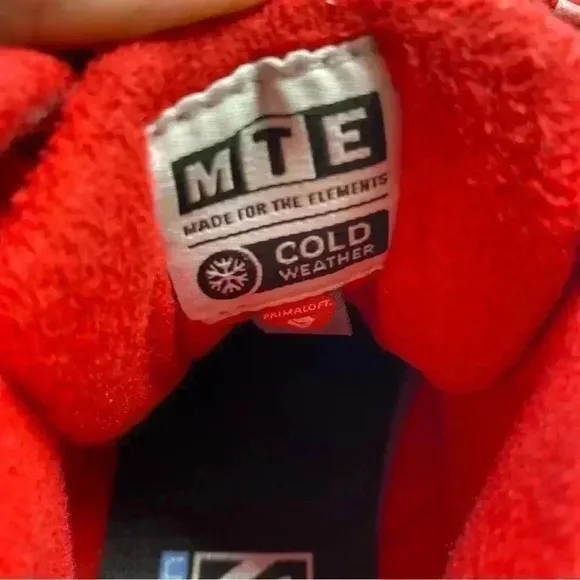 MTE
MADE FOR THE ELEMENTS
COLD
WEATHER
PRIMALOFT